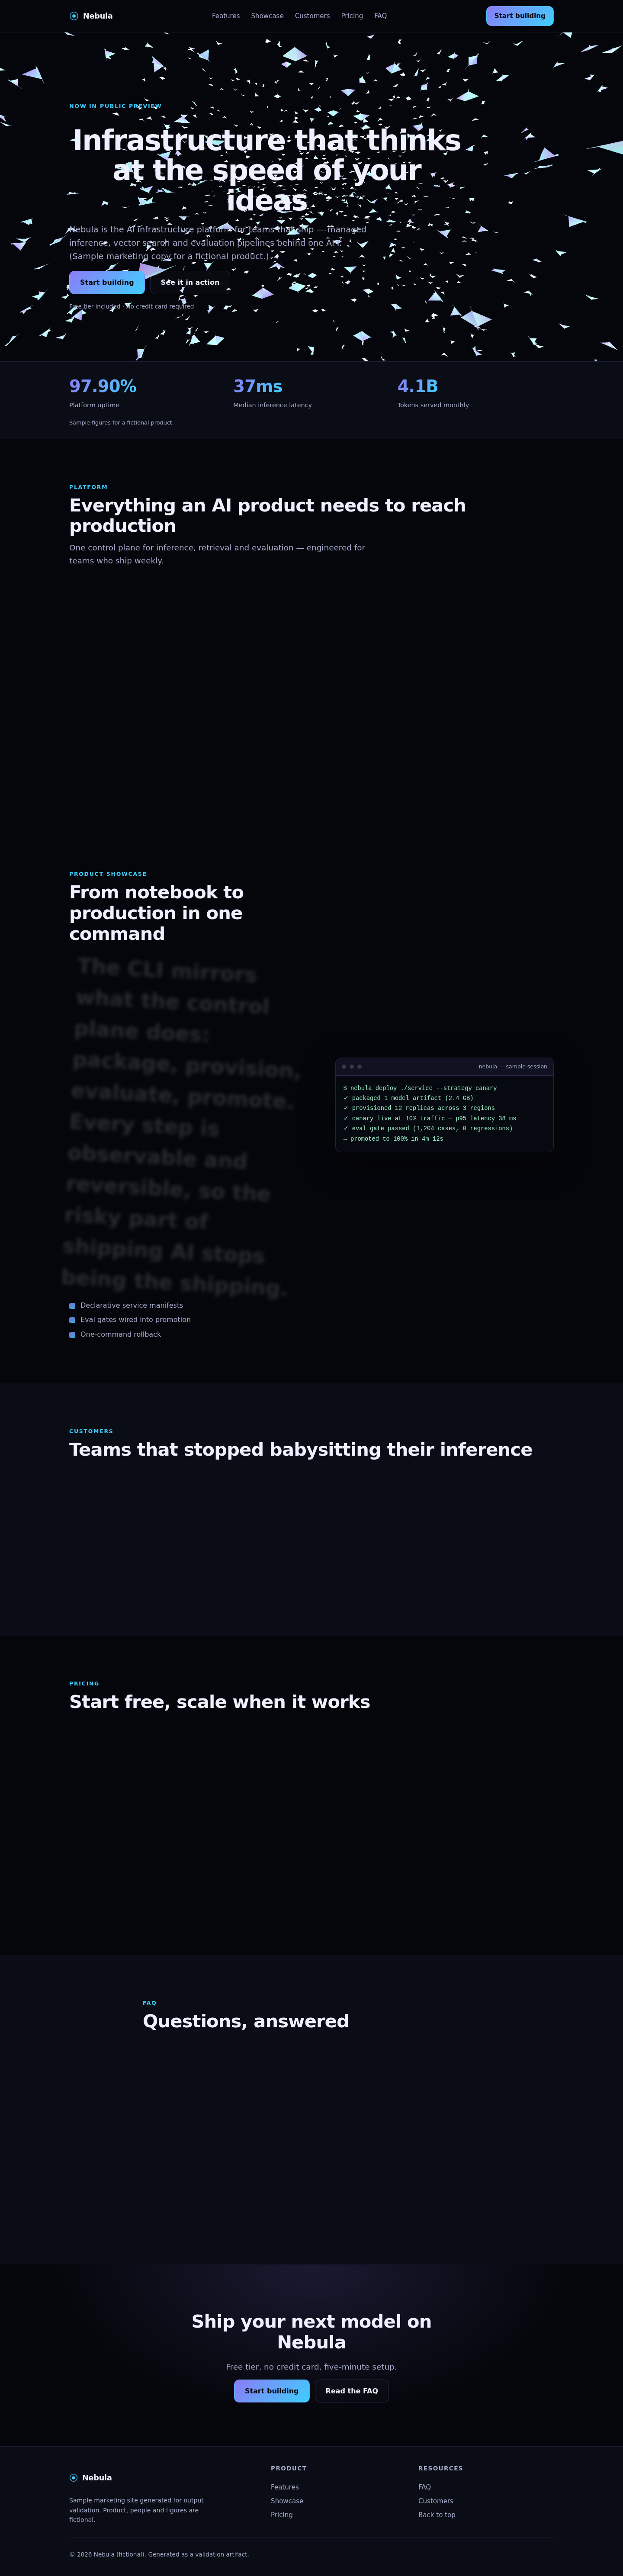 Nebula
Features Showcase Customers Pricing FAQ
Start building
NOW IN PUBLIC PREVIEW
Infrastructure that thinks
at the speed of your
ideas
Nebula is the AI infrastructure platform for teams that ship — managed
inference, vector search and evaluation pipelines behind one API.
(Sample marketing copy for a fictional product.)
Start building
See it in action
Free tier included · No credit card required
97.90%
Platform uptime
37ms
Median inference latency
4.1B
Tokens served monthly
Sample figures for a fictional product.
PLATFORM
Everything an AI product needs to reach
production
One control plane for inference, retrieval and evaluation — engineered for
teams who ship weekly.
PRODUCT SHOWCASE
From notebook to
production in one
command
The CLI mirrors
what the control
plane does:
package, provision,
promote.
observable and
reversible, so the
risky part of
shipping AI stops
being the shipping.
nebula — sample session
$ nebula deploy ./service --strategy canary
✓ packaged 1 model artifact (2.4 GB)
✓ provisioned 12 replicas across 3 regions
✓ canary live at 10% traffic — p95 latency 38 ms
✓ eval gate passed (1,204 cases, 0 regressions)
→ promoted to 100% in 4m 12s
Declarative service manifests
Eval gates wired into promotion
One-command rollback
CUSTOMERS
Teams that stopped babysitting their inference
PRICING
Start free, scale when it works
FAQ
Questions, answered
Ship your next model on
Nebula
Free tier, no credit card, five-minute setup.
Start building
Read the FAQ
Nebula
Sample marketing site generated for output
validation. Product, people and figures are
fictional.
PRODUCT
Features
Showcase
Pricing
RESOURCES
FAQ
Customers
Back to top
© 2026 Nebula (fictional). Generated as a validation artifact.